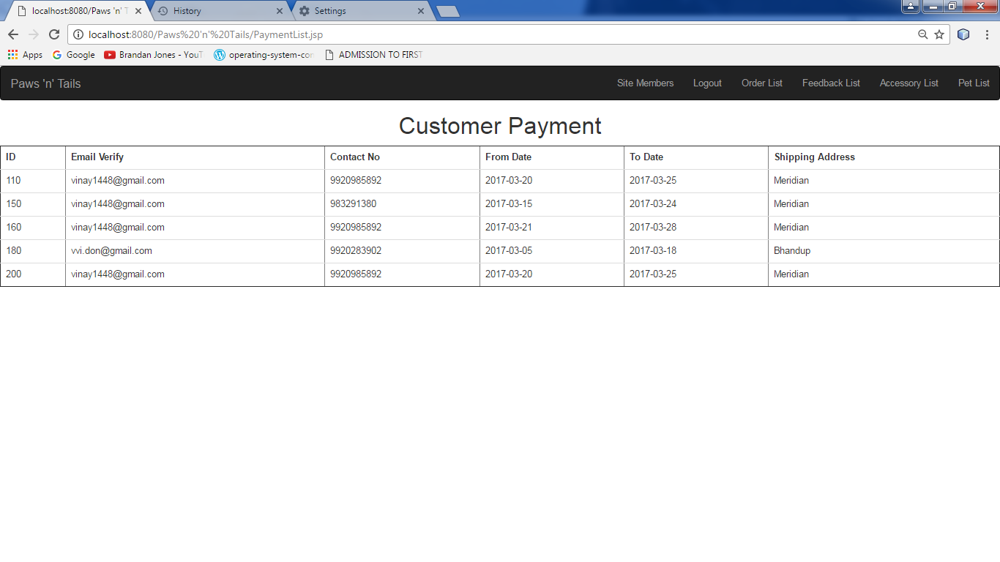 localhost:8080/Paws 'n' T
History
Settings
localhost:8080/Paws%20'n'%20Tails/PaymentList.jsp
Apps Google Brandan Jones - YouT operating-system-con ADMISSION TO FIRST
Paws 'n' Tails Site Members Logout Order List Feedback List Accessory List Pet List
Customer Payment
ID Email Verify Contact No From Date To Date Shipping Address
110 vinay1448@gmail.com 9920985892 2017-03-20 2017-03-25 Meridian
150 vinay1448@gmail.com 983291380 2017-03-15 2017-03-24 Meridian
160 vinay1448@gmail.com 9920985892 2017-03-21 2017-03-28 Meridian
180 vvi.don@gmail.com 9920283902 2017-03-05 2017-03-18 Bhandup
200 vinay1448@gmail.com 9920985892 2017-03-20 2017-03-25 Meridian